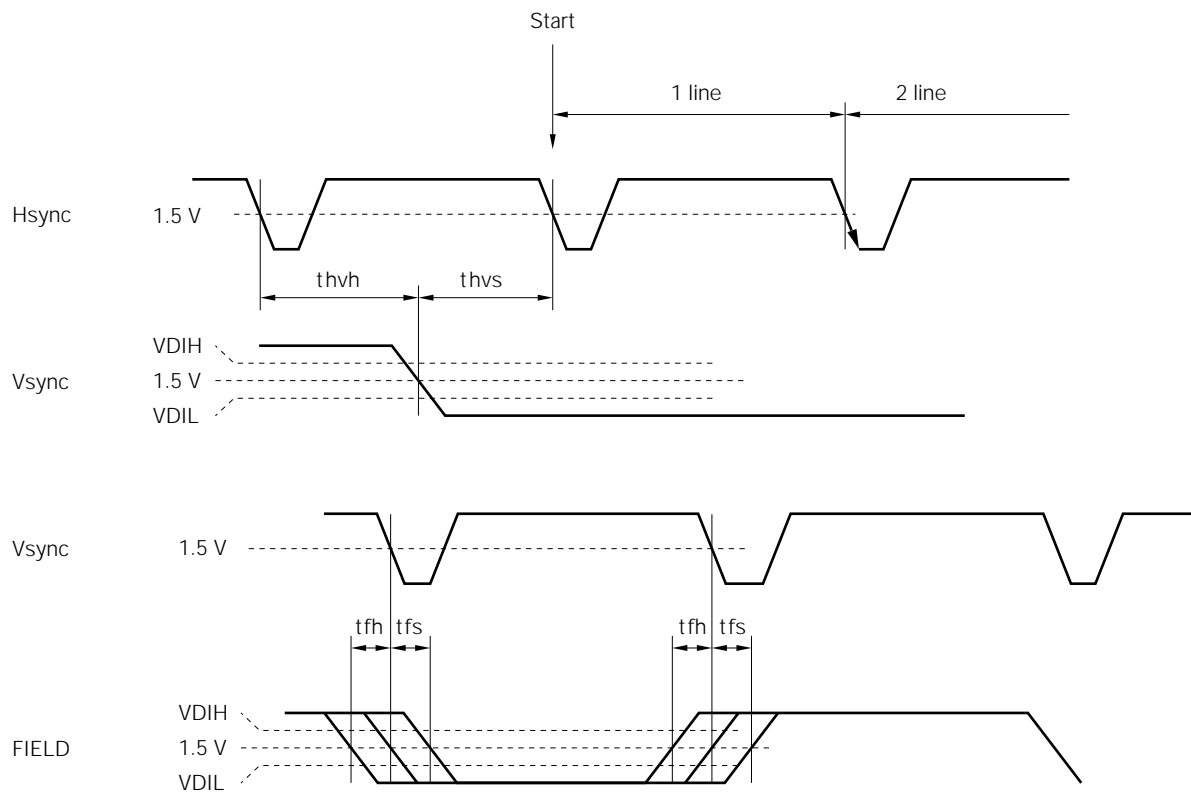 Start
1 line 2 line
Hsync 1.5 V
thvh thvs
VDIH
Vsync 1.5 V
VDIL
Vsync 1.5 V
tfh tfs tfh tfs
VDIH
FIELD 1.5 V
VDIL